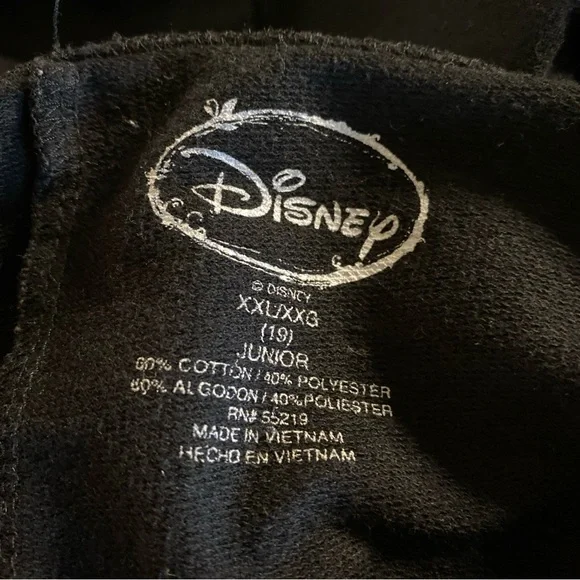 Disney
© DISNEY
XXL/XXG
(19)
JUNIOR
60% COTTON / 40% POLYESTER
60% ALGODON / 40% POLIESTER
RN# 55219
MADE IN VIETNAM
HECHO EN VIETNAM